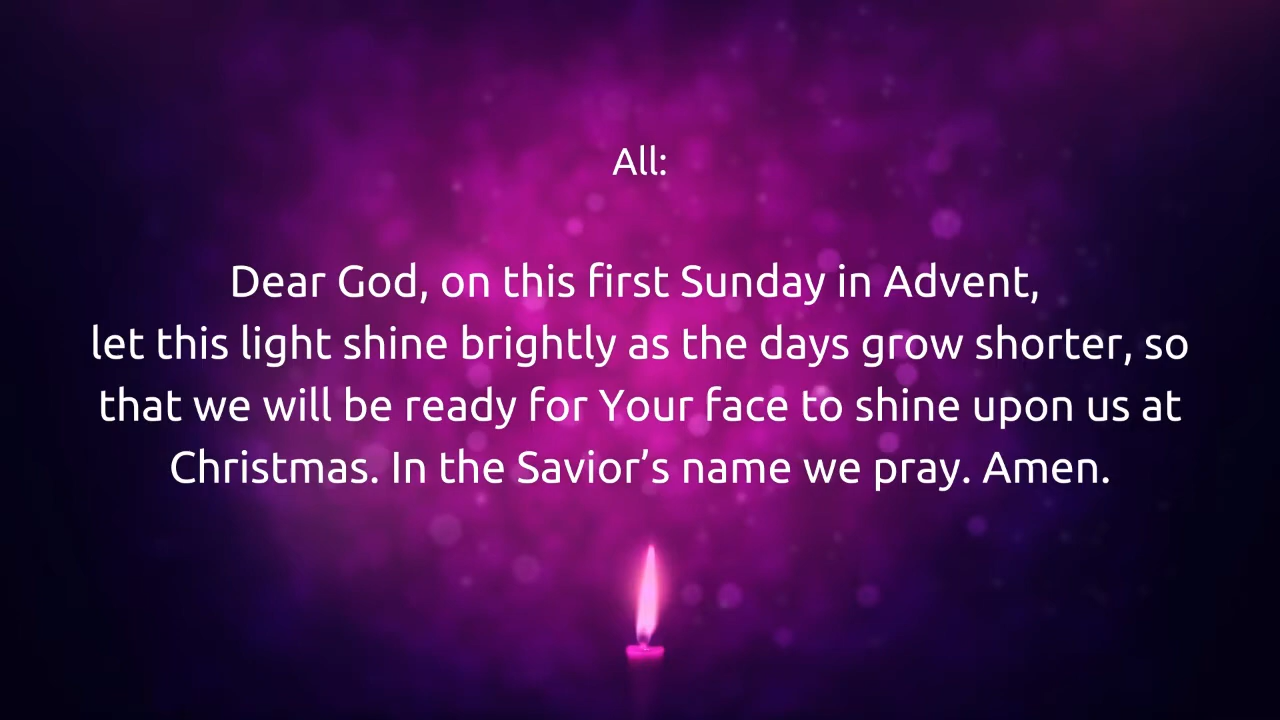 All:
Dear God, on this first Sunday in Advent,
let this light shine brightly as the days grow shorter, so
that we will be ready for Your face to shine upon us at
Christmas. In the Savior’s name we pray. Amen.